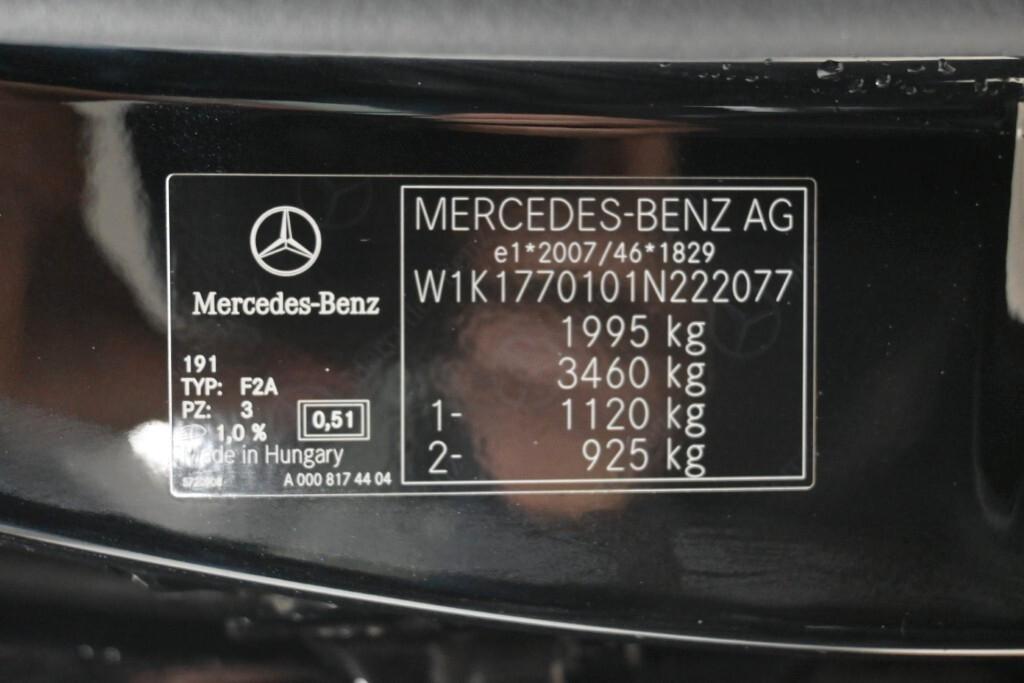 Mercedes-Benz
191
TYP: F2A
PZ: 3
1,0 %
0,51
Made in Hungary
A 000 817 44 04
MERCEDES-BENZ AG
e1*2007/46*1829
W1K1770101N222077
1995 kg
3460 kg
1- 1120 kg
2- 925 kg